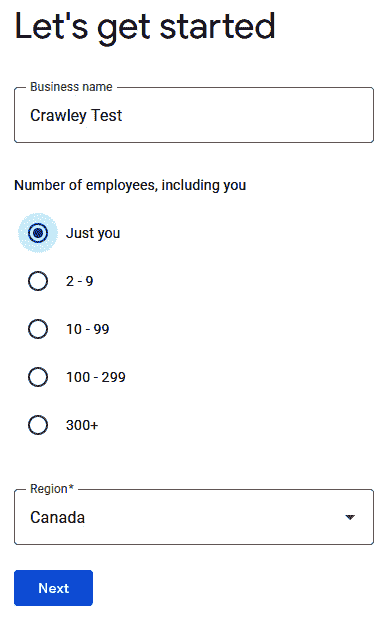 Let's get started
Business name
Crawley Test
Number of employees, including you
Just you
2 - 9
10 - 99
100 - 299
300+
Region*
Canada
Next